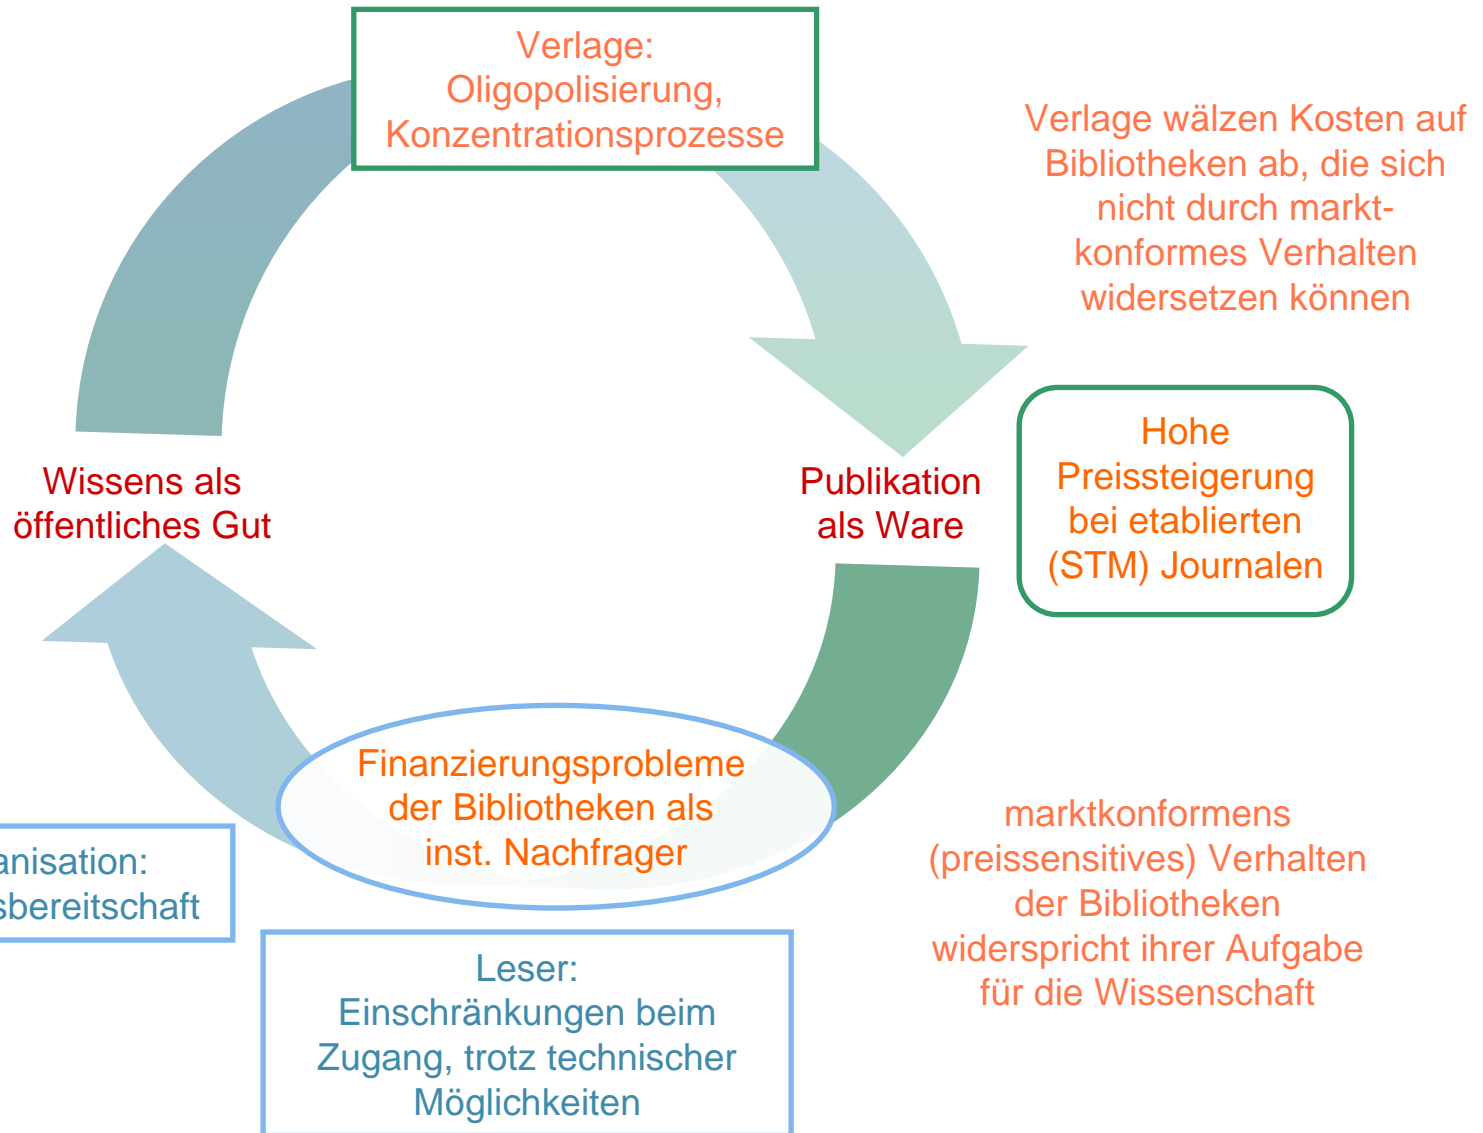 Verlage:
Oligopolisierung,
Konzentrationsprozesse
Verlage wälzen Kosten auf
Bibliotheken ab, die sich
nicht durch markt-
konformes Verhalten
widersetzen können
Wissens als
öffentliches Gut
Publikation
als Ware
Hohe
Preissteigerung
bei etablierten
(STM) Journalen
Finanzierungsprobleme
der Bibliotheken als
inst. Nachfrager
marktkonformens
(preissensitives) Verhalten
der Bibliotheken
widerspricht ihrer Aufgabe
für die Wissenschaft
anisation:
sbereitschaft
Leser:
Einschränkungen beim
Zugang, trotz technischer
Möglichkeiten